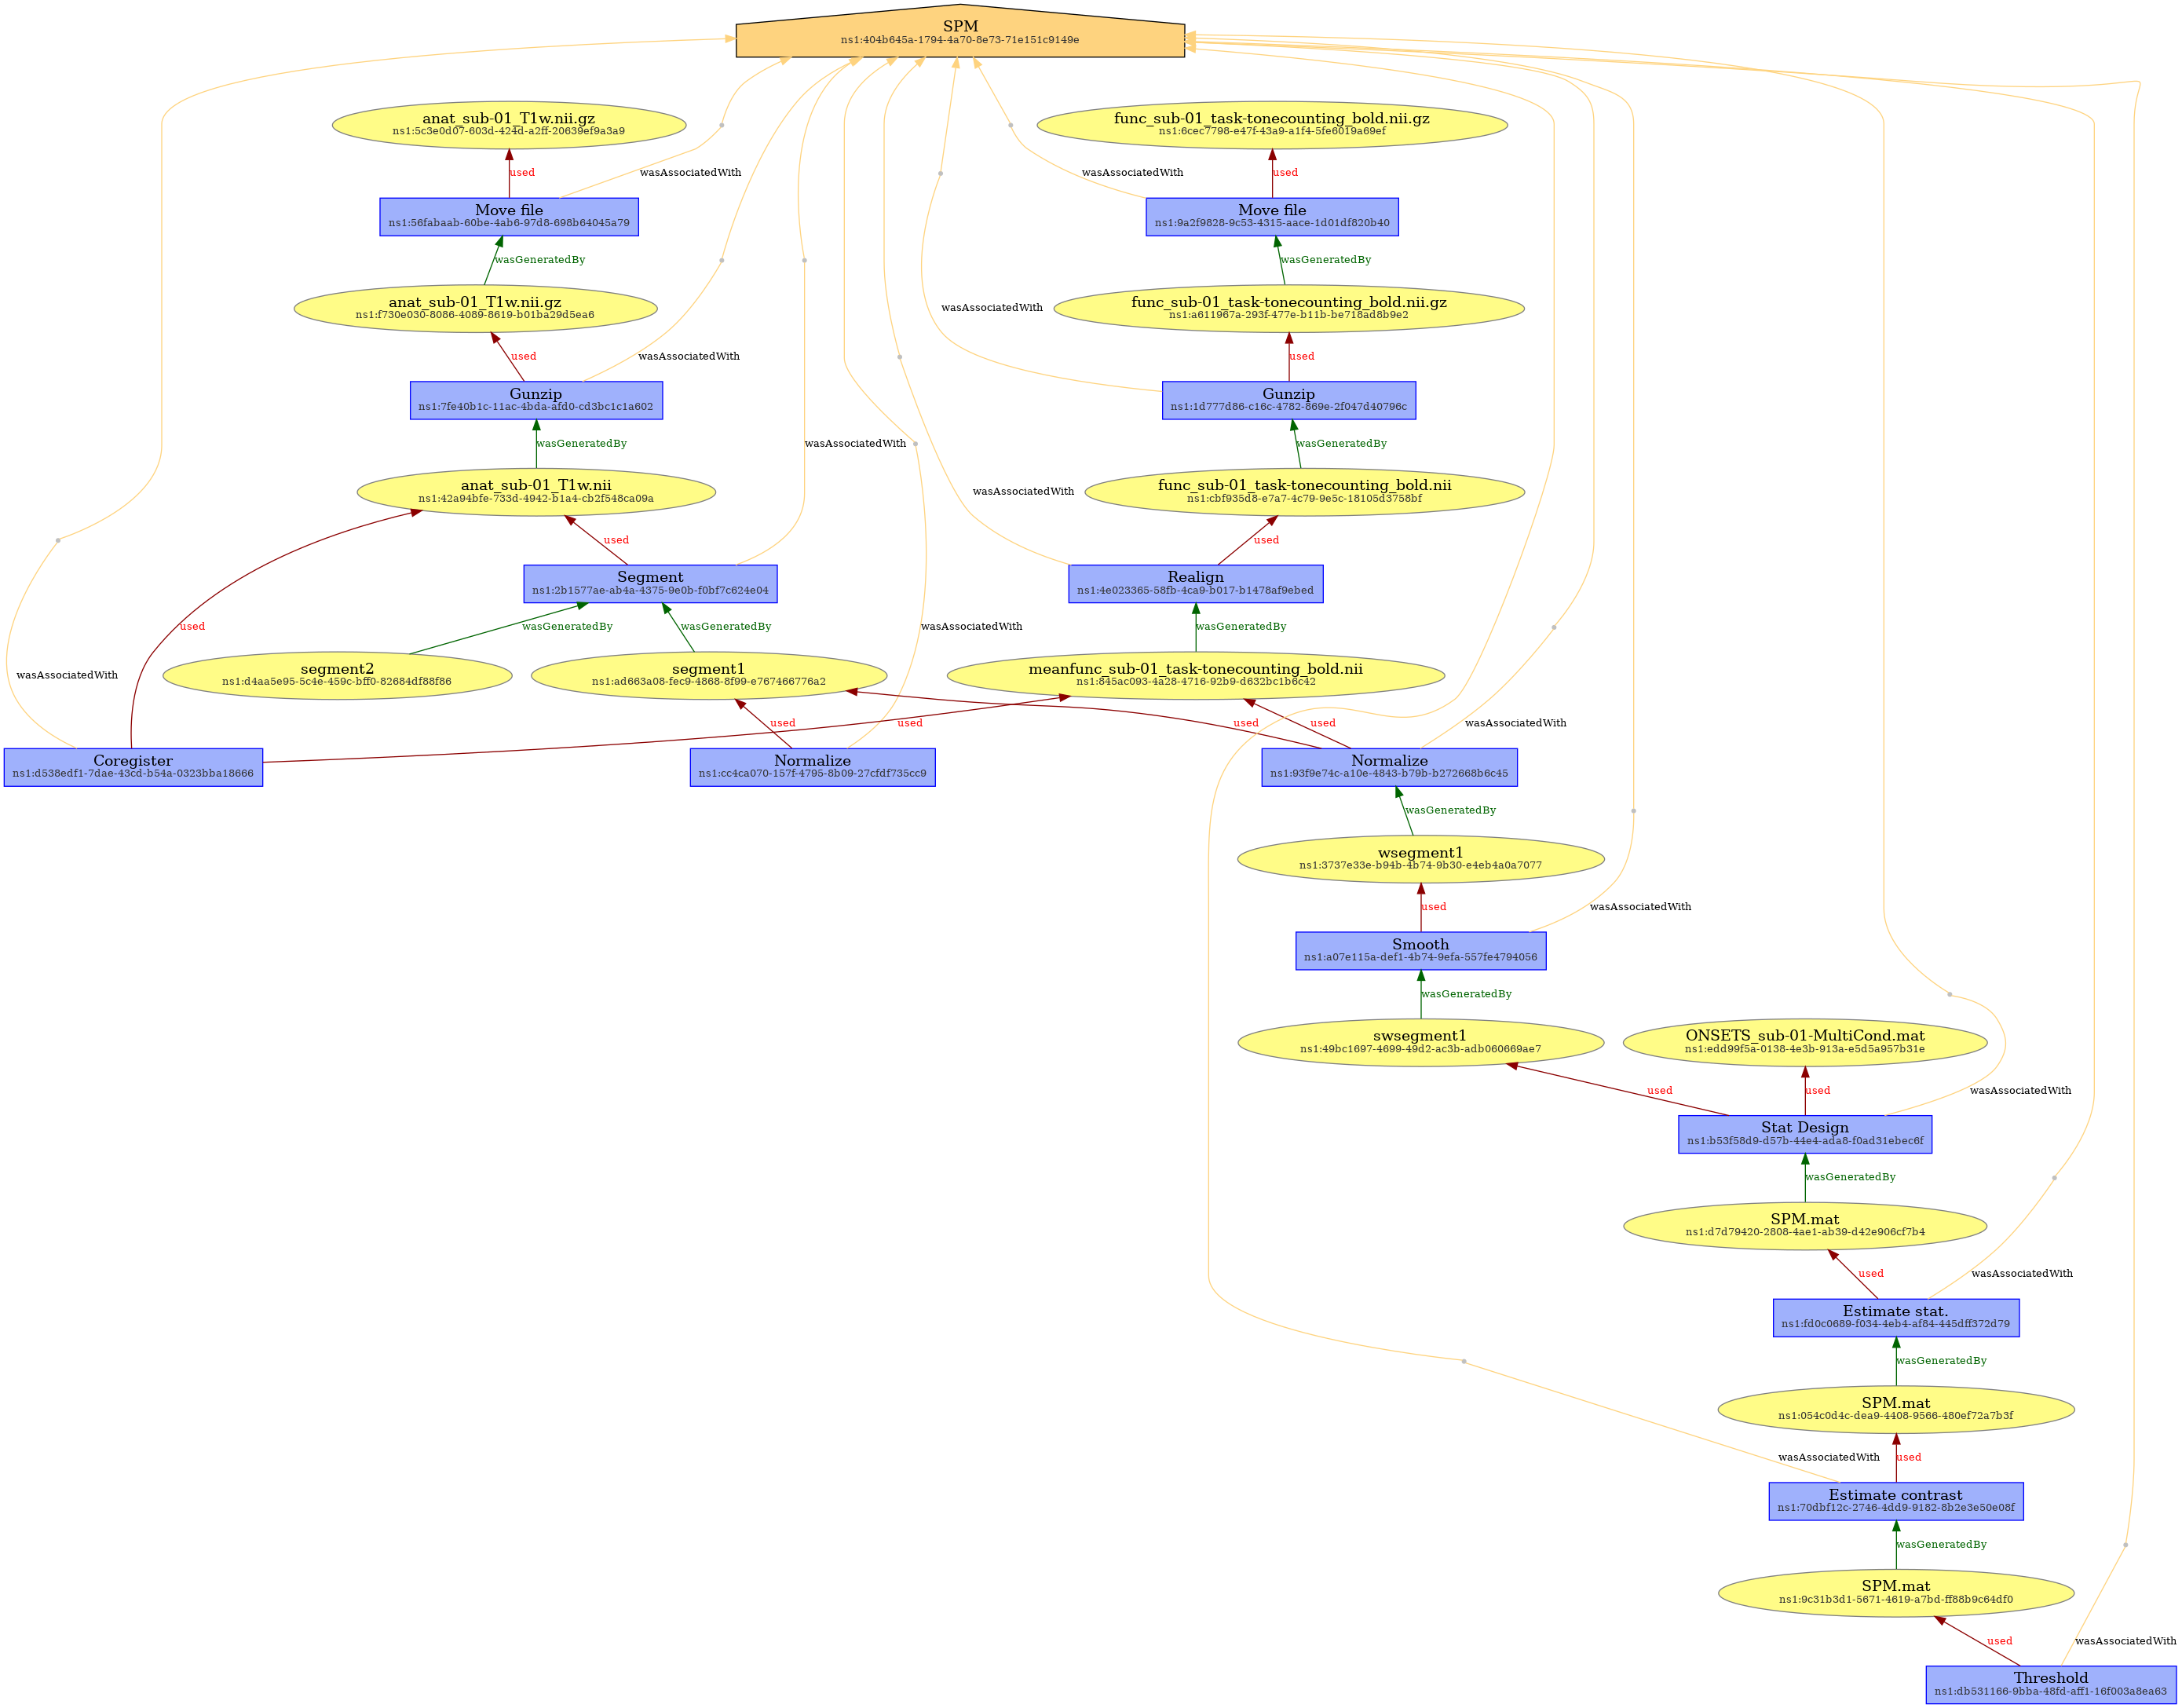 SPM
ns1:404b645a-1794-4a70-8e73-71e151c9149e
anat_sub-01_T1w.nii.gz
ns1:5c3e0d07-603d-424d-a2ff-20639ef9a3a9
func_sub-01_task-tonecounting_bold.nii.gz
ns1:6cec7798-e47f-43a9-a1f4-5fe6019a69ef
used
wasAssociatedWith
wasAssociatedWith
used
Move file
ns1:56fabaab-60be-4ab6-97d8-698b64045a79
Move file
ns1:9a2f9828-9c53-4315-aace-1d01df820b40
wasGeneratedBy
wasGeneratedBy
anat_sub-01_T1w.nii.gz
ns1:f730e030-8086-4089-8619-b01ba29d5ea6
wasAssociatedWith
func_sub-01_task-tonecounting_bold.nii.gz
ns1:a611967a-293f-477e-b11b-be718ad8b9e2
used
wasAssociatedWith
used
Gunzip
ns1:7fe40b1c-11ac-4bda-afd0-cd3bc1c1a602
Gunzip
ns1:1d777d86-c16c-4782-869e-2f047d40796c
wasGeneratedBy
wasAssociatedWith
wasGeneratedBy
anat_sub-01_T1w.nii
ns1:42a94bfe-733d-4942-b1a4-cb2f548ca09a
wasAssociatedWith
func_sub-01_task-tonecounting_bold.nii
ns1:cbf935d8-e7a7-4c79-9e5c-18105d3758bf
used
used
Segment
ns1:2b1577ae-ab4a-4375-9e0b-f0bf7c624e04
Realign
ns1:4e023365-58fb-4ca9-b017-b1478af9ebed
used
wasGeneratedBy
wasGeneratedBy
wasAssociatedWith
wasGeneratedBy
wasAssociatedWith
segment2
ns1:d4aa5e95-5c4e-459c-bff0-82684df88f86
segment1
ns1:ad663a08-fec9-4868-8f99-e767466776a2
meanfunc_sub-01_task-tonecounting_bold.nii
ns1:845ac093-4a28-4716-92b9-d632bc1b6c42
used
used
used
used
wasAssociatedWith
Coregister
ns1:d538edf1-7dae-43cd-b54a-0323bba18666
Normalize
ns1:cc4ca070-157f-4795-8b09-27cfdf735cc9
Normalize
ns1:93f9e74c-a10e-4843-b79b-b272668b6c45
wasGeneratedBy
wsegment1
ns1:3737e33e-b94b-4b74-9b30-e4eb4a0a7077
used
wasAssociatedWith
Smooth
ns1:a07e115a-def1-4b74-9efa-557fe4794056
wasGeneratedBy
swsegment1
ns1:49bc1697-4699-49d2-ac3b-adb060669ae7
ONSETS_sub-01-MultiCond.mat
ns1:edd99f5a-0138-4e3b-913a-e5d5a957b31e
used
used
wasAssociatedWith
Stat Design
ns1:b53f58d9-d57b-44e4-ada8-f0ad31ebec6f
wasGeneratedBy
SPM.mat
ns1:d7d79420-2808-4ae1-ab39-d42e906cf7b4
used
wasAssociatedWith
Estimate stat.
ns1:fd0c0689-f034-4eb4-af84-445dff372d79
wasGeneratedBy
SPM.mat
ns1:054c0d4c-dea9-4408-9566-480ef72a7b3f
wasAssociatedWith
used
Estimate contrast
ns1:70dbf12c-2746-4dd9-9182-8b2e3e50e08f
wasGeneratedBy
SPM.mat
ns1:9c31b3d1-5671-4619-a7bd-ff88b9c64df0
used
wasAssociatedWith
Threshold
ns1:db531166-9bba-48fd-aff1-16f003a8ea63